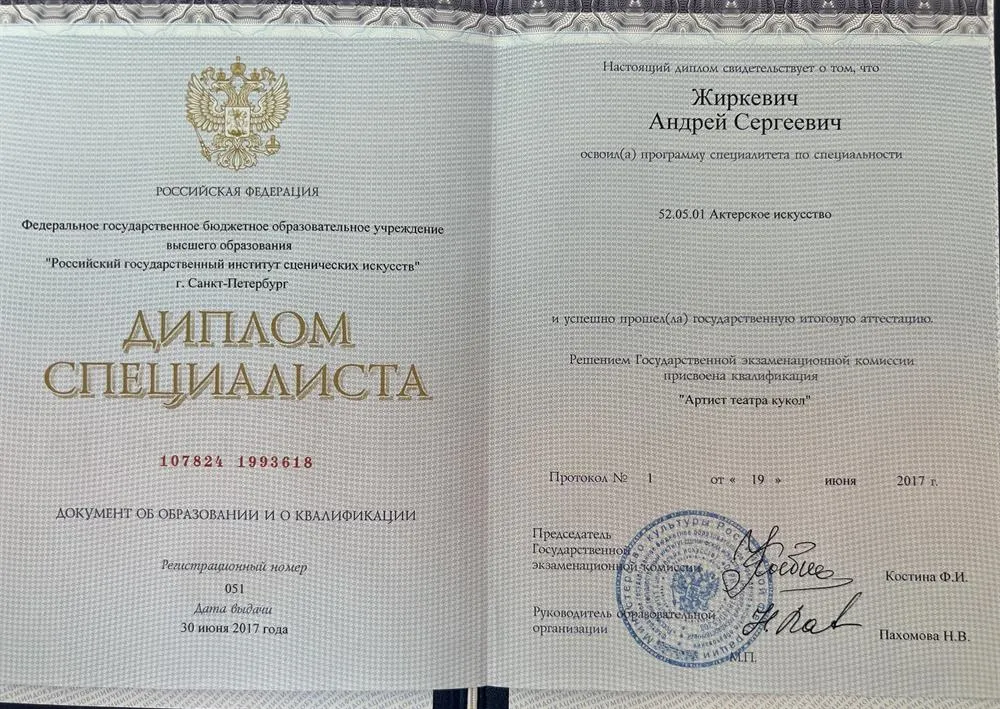 РОССИЙСКАЯ ФЕДЕРАЦИЯ
Федеральное государственное бюджетное образовательное учреждение
высшего образования
"Российский государственный институт сценических искусств"
г. Санкт-Петербург
ДИПЛОМ
СПЕЦИАЛИСТА
107824 1993618
ДОКУМЕНТ ОБ ОБРАЗОВАНИИ И О КВАЛИФИКАЦИИ
Регистрационный номер
051
Дата выдачи
30 июня 2017 года
Настоящий диплом свидетельствует о том, что
Жиркевич
Андрей Сергеевич
освоил(а) программу специалитета по специальности
52.05.01 Актерское искусство
и успешно прошел(ла) государственную итоговую аттестацию.
Решением Государственной экзаменационной комиссии
присвоена квалификация
"Артист театра кукол"
Протокол № 1 от « 19 » июня 2017 г.
Председатель
Государственной
экзаменационной комиссии
Костина Ф.И.
Руководитель образовательной
организации
Пахомова Н.В.
М.П.